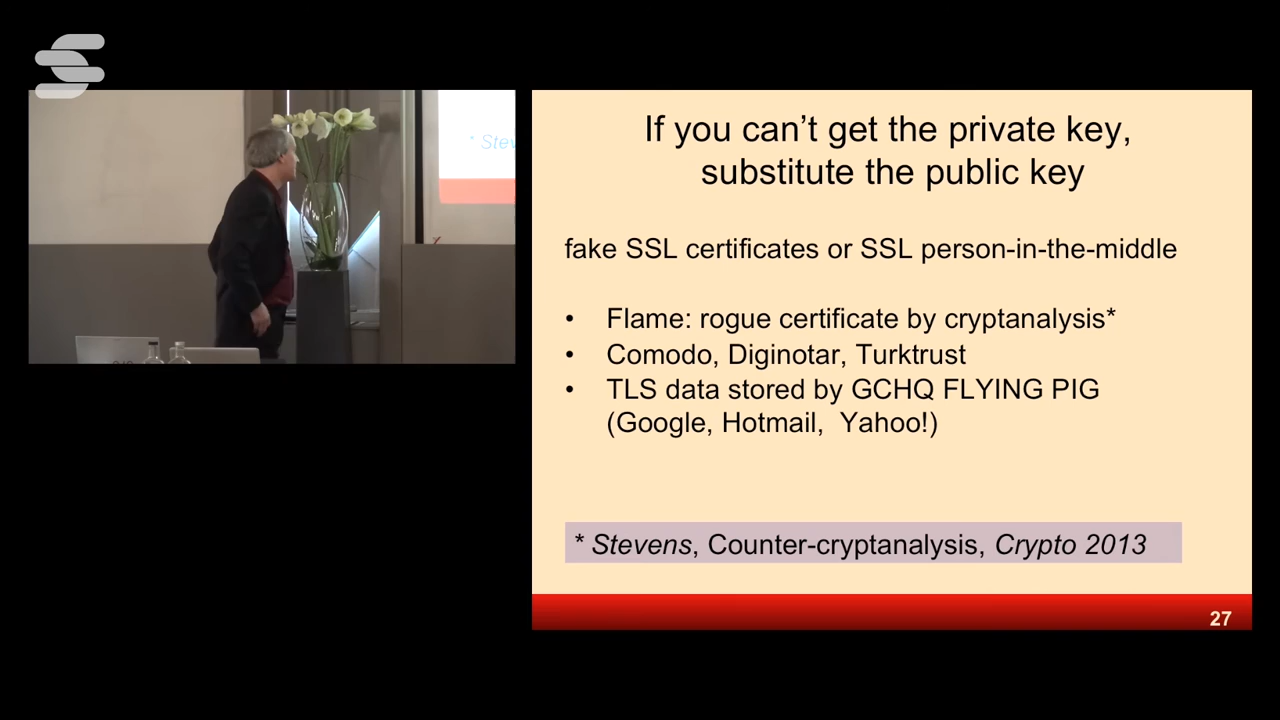 * Stev
If you can't get the private key,
substitute the public key
fake SSL certificates or SSL person-in-the-middle
• Flame: rogue certificate by cryptanalysis*
• Comodo, Diginotar, Turktrust
• TLS data stored by GCHQ FLYING PIG
(Google, Hotmail, Yahoo!)
* Stevens, Counter-cryptanalysis, Crypto 2013
27